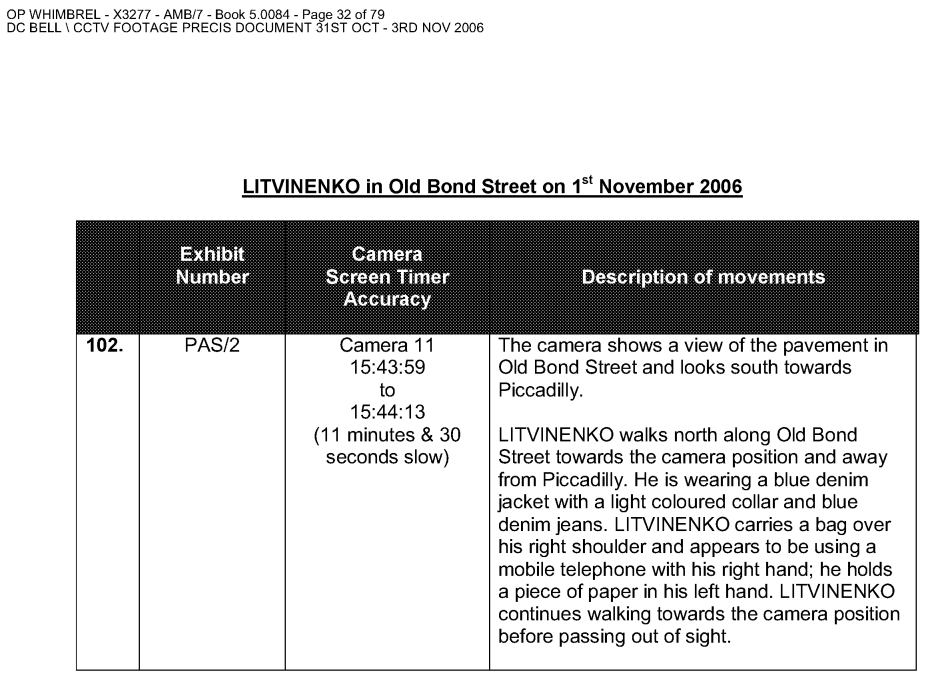 OP WHIMBREL - X3277 - AMB/7 - Book 5.0084 - Page 32 of 79
DC BELL \ CCTV FOOTAGE PRECIS DOCUMENT 31ST OCT - 3RD NOV 2006
LITVINENKO in Old Bond Street on 1st November 2006
Exhibit
Number
Camera
Screen Timer
Accuracy
Description of movements
102.
PAS/2
Camera 11
15:43:59
to
15:44:13
(11 minutes & 30
seconds slow)
The camera shows a view of the pavement in
Old Bond Street and looks south towards
Piccadilly.
LITVINENKO walks north along Old Bond
Street towards the camera position and away
from Piccadilly. He is wearing a blue denim
jacket with a light coloured collar and blue
denim jeans. LITVINENKO carries a bag over
his right shoulder and appears to be using a
mobile telephone with his right hand; he holds
a piece of paper in his left hand. LITVINENKO
continues walking towards the camera position
before passing out of sight.